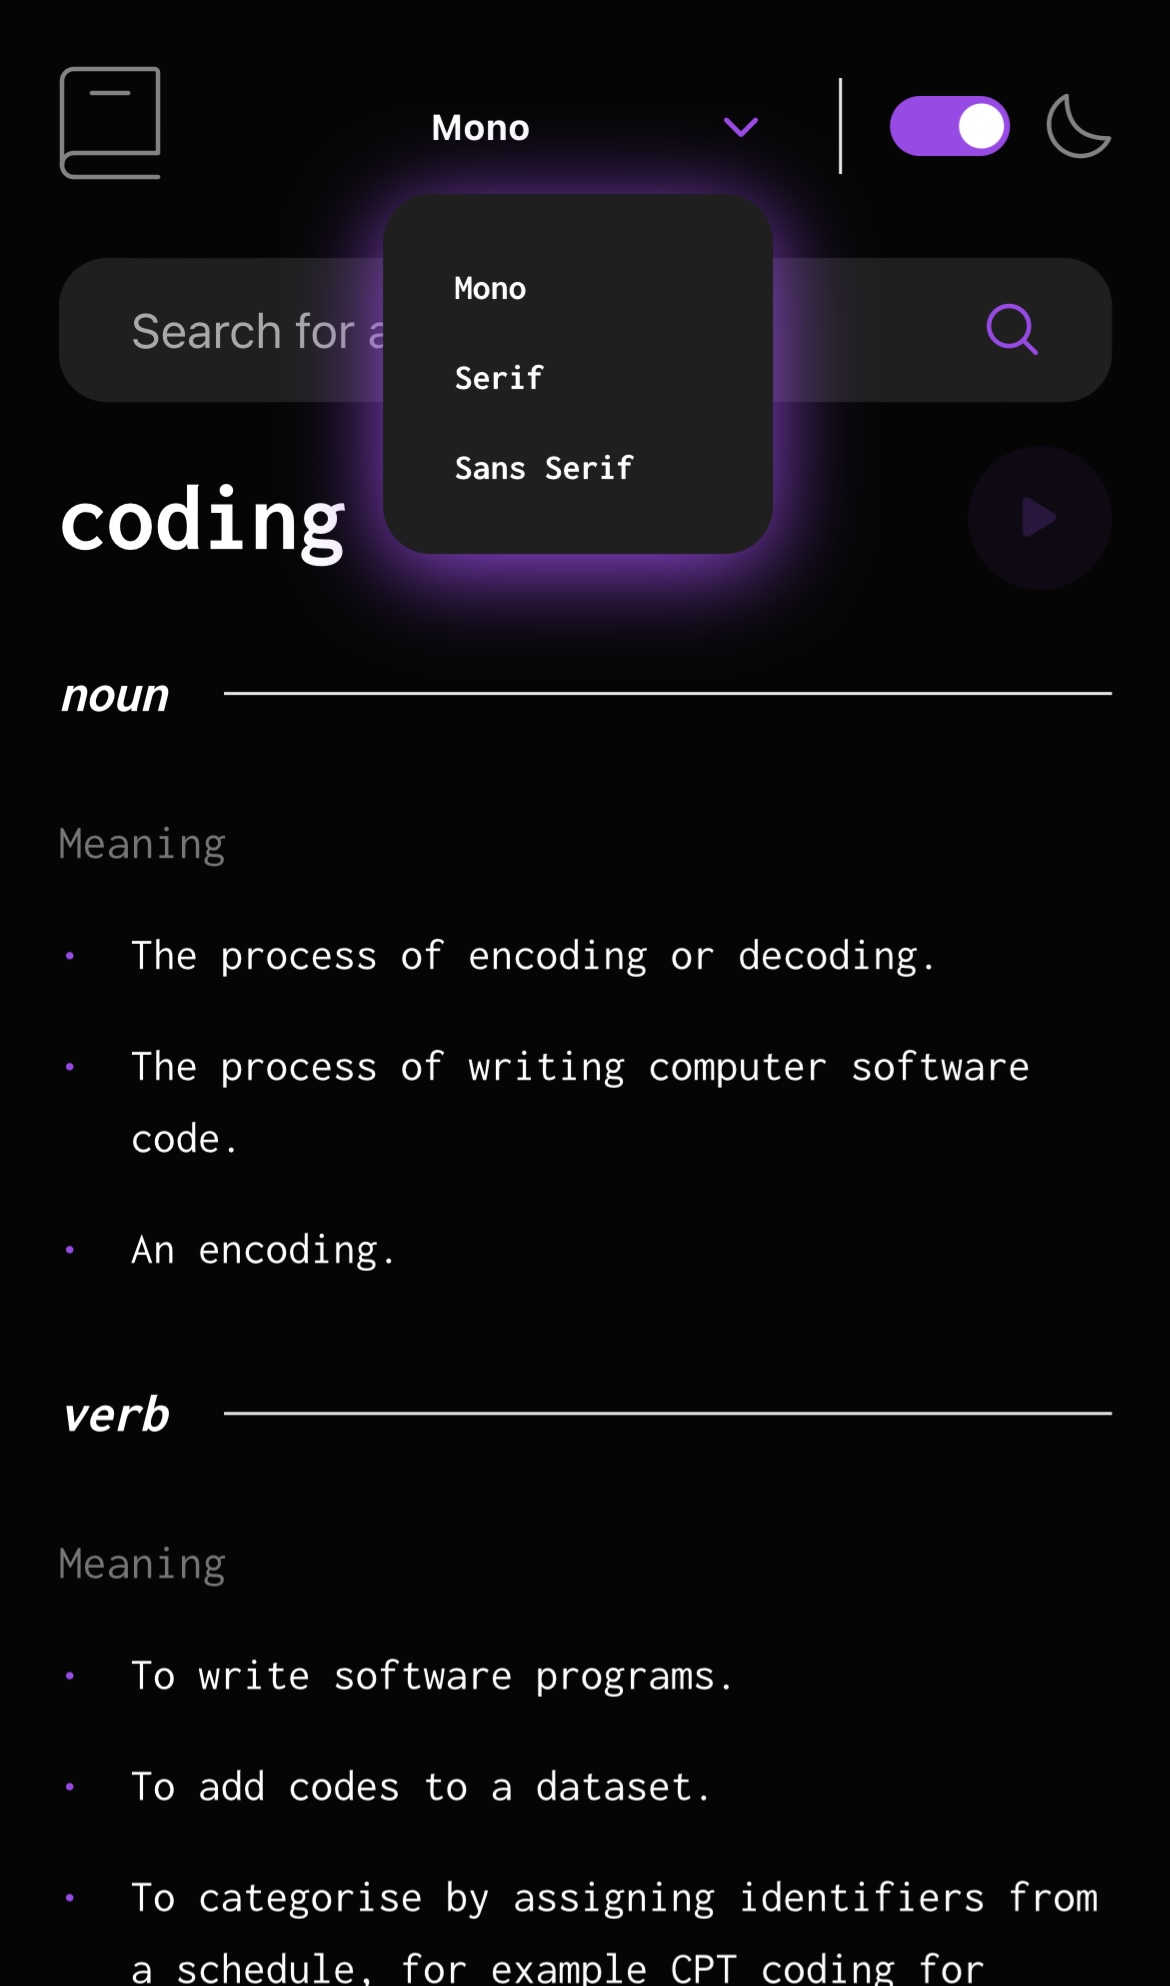 Mono
Mono
Serif
Sans Serif
Search for a
coding
noun
Meaning
• The process of encoding or decoding.
• The process of writing computer software
code.
• An encoding.
verb
Meaning
• To write software programs.
• To add codes to a dataset.
• To categorise by assigning identifiers from
a schedule, for example CPT coding for